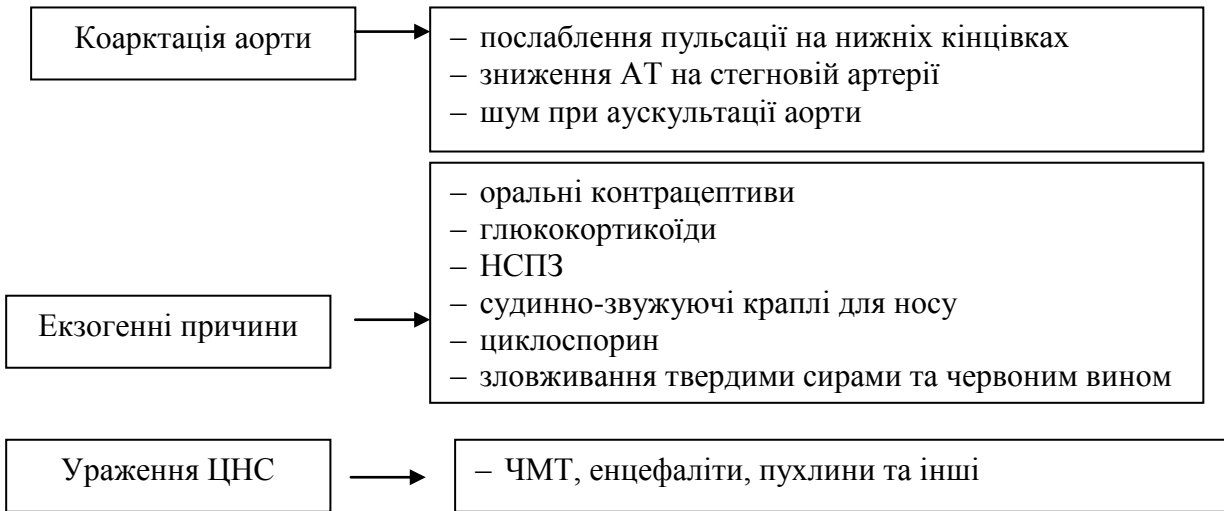 Коарктація аорти
– послаблення пульсації на нижніх кінцівках
– зниження АТ на стегновій артерії
– шум при аускультації аорти
Екзогенні причини
– оральні контрацептиви
– глюкокортикоїди
– НСПЗ
– судинно-звужуючі краплі для носу
– циклоспорин
– зловживання твердими сирами та червоним вином
Ураження ЦНС
– ЧМТ, енцефаліти, пухлини та інші